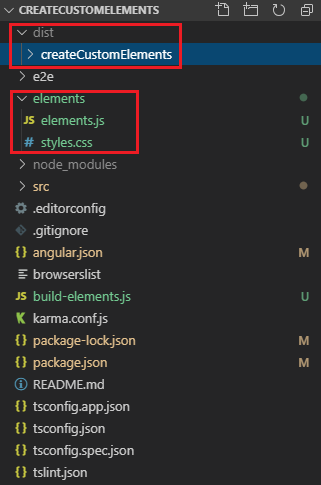 CREATECUSTOMELEMENTS
dist
createCustomElements
e2e
elements
JS elements.js U
# styles.css U
node_modules
src
.editorconfig
.gitignore
angular.json M
browserslist
JS build-elements.js U
karma.conf.js
package-lock.json M
package.json M
README.md
tsconfig.app.json
tsconfig.json
tsconfig.spec.json
tslint.json